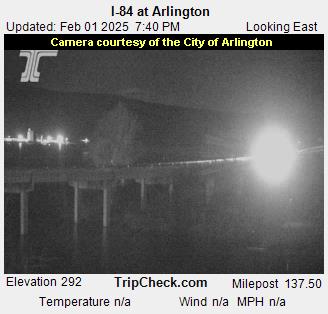 I-84 at Arlington
Updated: Feb 01 2025 7:40 PM Looking East
Camera courtesy of the City of Arlington
Elevation 292 TripCheck.com Milepost 137.50
Temperature n/a Wind n/a MPH n/a